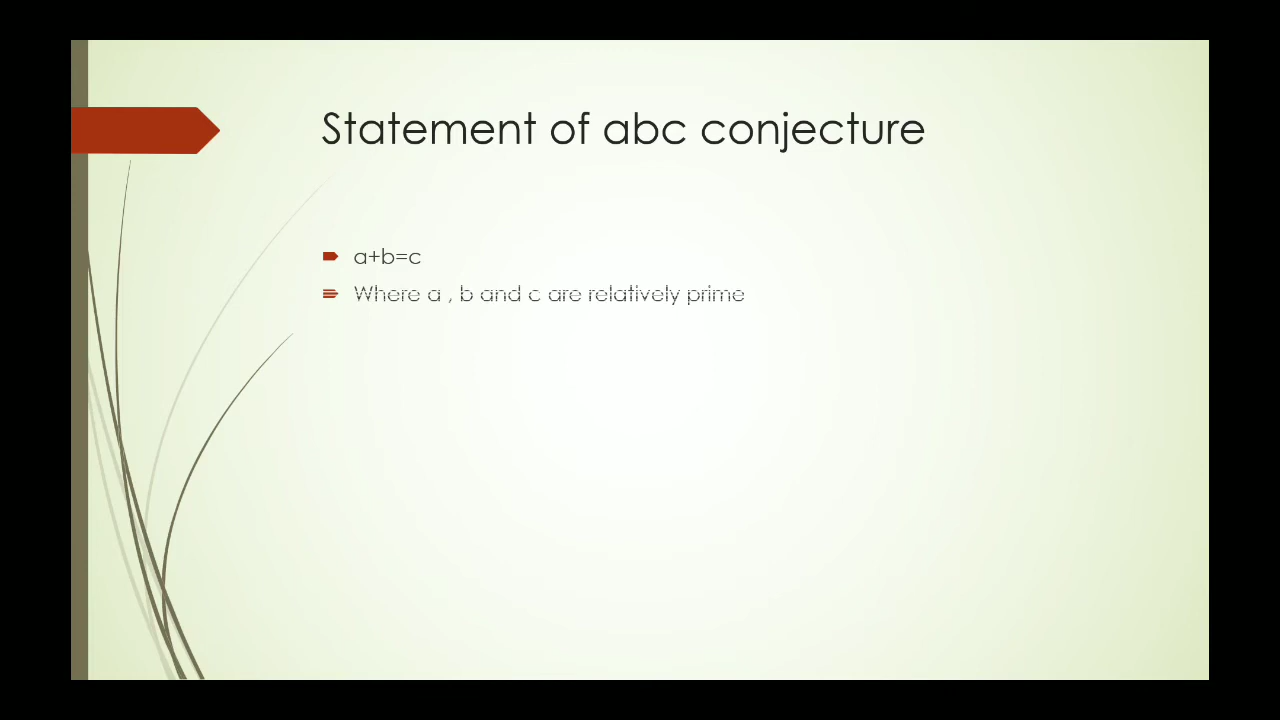 Statement of abc conjecture
a+b=c
Where a , b and c are relatively prime